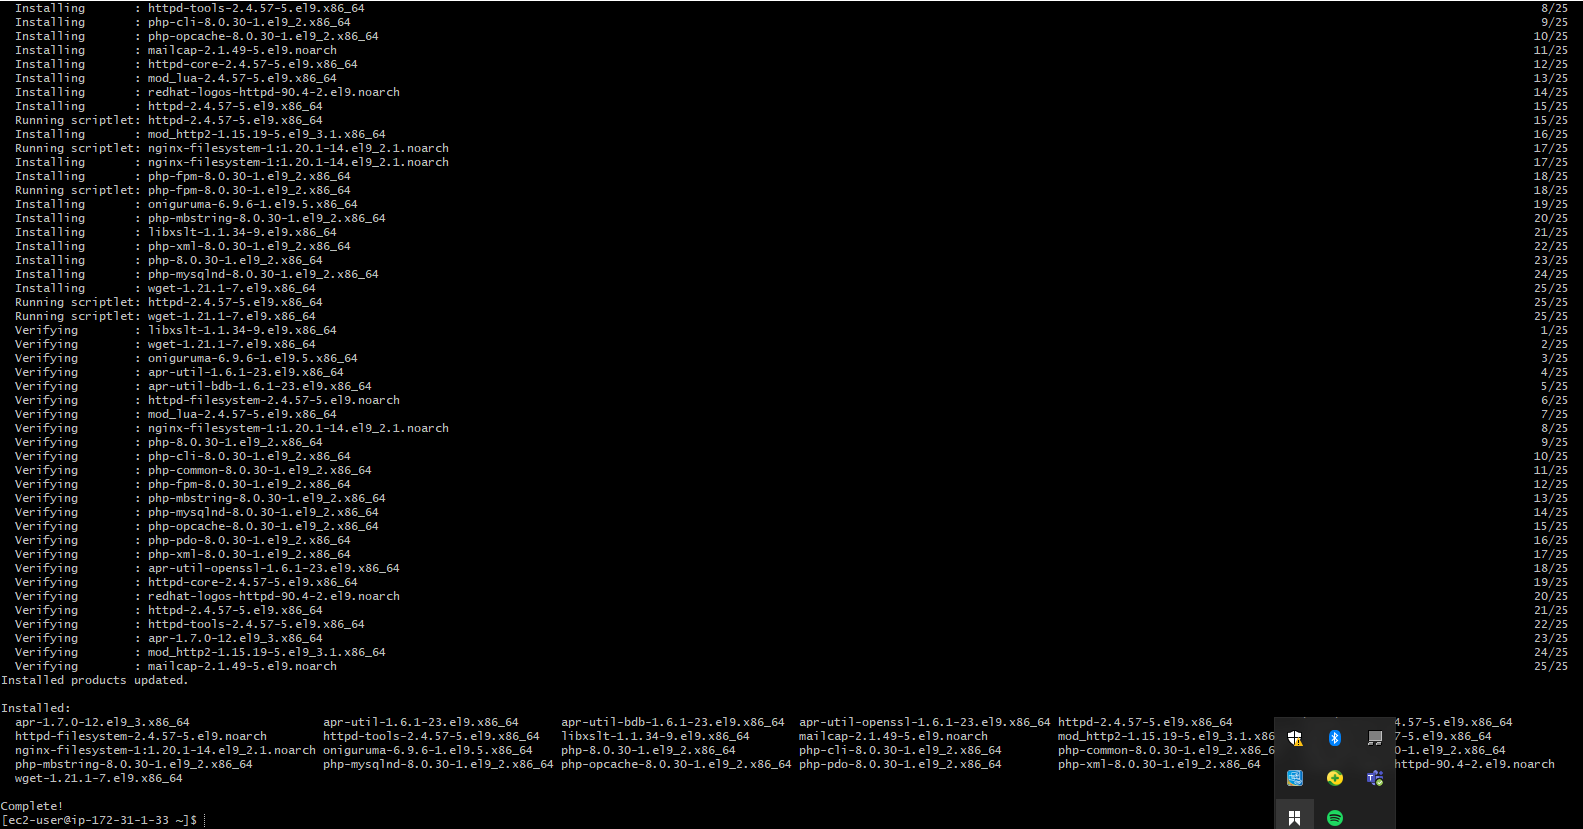 Installing : httpd-tools-2.4.57-5.el9.x86_64 8/25
Installing : php-cli-8.0.30-1.el9_2.x86_64 9/25
Installing : php-opcache-8.0.30-1.el9_2.x86_64 10/25
Installing : mailcap-2.1.49-5.el9.noarch 11/25
Installing : httpd-core-2.4.57-5.el9.x86_64 12/25
Installing : mod_lua-2.4.57-5.el9.x86_64 13/25
Installing : redhat-logos-httpd-90.4-2.el9.noarch 14/25
Installing : httpd-2.4.57-5.el9.x86_64 15/25
Running scriptlet: httpd-2.4.57-5.el9.x86_64 15/25
Installing : mod_http2-1.15.19-5.el9_3.1.x86_64 16/25
Running scriptlet: nginx-filesystem-1:1.20.1-14.el9_2.1.noarch 17/25
Installing : nginx-filesystem-1:1.20.1-14.el9_2.1.noarch 17/25
Installing : php-fpm-8.0.30-1.el9_2.x86_64 18/25
Running scriptlet: php-fpm-8.0.30-1.el9_2.x86_64 18/25
Installing : oniguruma-6.9.6-1.el9.5.x86_64 19/25
Installing : php-mbstring-8.0.30-1.el9_2.x86_64 20/25
Installing : libxslt-1.1.34-9.el9.x86_64 21/25
Installing : php-xml-8.0.30-1.el9_2.x86_64 22/25
Installing : php-8.0.30-1.el9_2.x86_64 23/25
Installing : php-mysqlnd-8.0.30-1.el9_2.x86_64 24/25
Installing : wget-1.21.1-7.el9.x86_64 25/25
Running scriptlet: httpd-2.4.57-5.el9.x86_64 25/25
Running scriptlet: wget-1.21.1-7.el9.x86_64 25/25
Verifying : libxslt-1.1.34-9.el9.x86_64 1/25
Verifying : wget-1.21.1-7.el9.x86_64 2/25
Verifying : oniguruma-6.9.6-1.el9.5.x86_64 3/25
Verifying : apr-util-1.6.1-23.el9.x86_64 4/25
Verifying : apr-util-bdb-1.6.1-23.el9.x86_64 5/25
Verifying : httpd-filesystem-2.4.57-5.el9.noarch 6/25
Verifying : mod_lua-2.4.57-5.el9.x86_64 7/25
Verifying : nginx-filesystem-1:1.20.1-14.el9_2.1.noarch 8/25
Verifying : php-8.0.30-1.el9_2.x86_64 9/25
Verifying : php-cli-8.0.30-1.el9_2.x86_64 10/25
Verifying : php-common-8.0.30-1.el9_2.x86_64 11/25
Verifying : php-fpm-8.0.30-1.el9_2.x86_64 12/25
Verifying : php-mbstring-8.0.30-1.el9_2.x86_64 13/25
Verifying : php-mysqlnd-8.0.30-1.el9_2.x86_64 14/25
Verifying : php-opcache-8.0.30-1.el9_2.x86_64 15/25
Verifying : php-pdo-8.0.30-1.el9_2.x86_64 16/25
Verifying : php-xml-8.0.30-1.el9_2.x86_64 17/25
Verifying : apr-util-openssl-1.6.1-23.el9.x86_64 18/25
Verifying : httpd-core-2.4.57-5.el9.x86_64 19/25
Verifying : redhat-logos-httpd-90.4-2.el9.noarch 20/25
Verifying : httpd-2.4.57-5.el9.x86_64 21/25
Verifying : httpd-tools-2.4.57-5.el9.x86_64 22/25
Verifying : apr-1.7.0-12.el9_3.x86_64 23/25
Verifying : mod_http2-1.15.19-5.el9_3.1.x86_64 24/25
Verifying : mailcap-2.1.49-5.el9.noarch 25/25
Installed products updated.
Installed:
apr-1.7.0-12.el9_3.x86_64 apr-util-1.6.1-23.el9.x86_64 apr-util-bdb-1.6.1-23.el9.x86_64 apr-util-openssl-1.6.1-23.el9.x86_64 httpd-2.4.57-5.el9.x86_64 4.57-5.el9.x86_64
httpd-filesystem-2.4.57-5.el9.noarch httpd-tools-2.4.57-5.el9.x86_64 libxslt-1.1.34-9.el9.x86_64 mailcap-2.1.49-5.el9.noarch mod_http2-1.15.19-5.el9_3.1.x86 7-5.el9.x86_64
nginx-filesystem-1:1.20.1-14.el9_2.1.noarch oniguruma-6.9.6-1.el9.5.x86_64 php-8.0.30-1.el9_2.x86_64 php-cli-8.0.30-1.el9_2.x86_64 php-common-8.0.30-1.el9_2.x86_6 0-1.el9_2.x86_64
php-mbstring-8.0.30-1.el9_2.x86_64 php-mysqlnd-8.0.30-1.el9_2.x86_64 php-opcache-8.0.30-1.el9_2.x86_64 php-pdo-8.0.30-1.el9_2.x86_64 php-xml-8.0.30-1.el9_2.x86_64 httpd-90.4-2.el9.noarch
wget-1.21.1-7.el9.x86_64
Complete!
[ec2-user@ip-172-31-1-33 ~]$